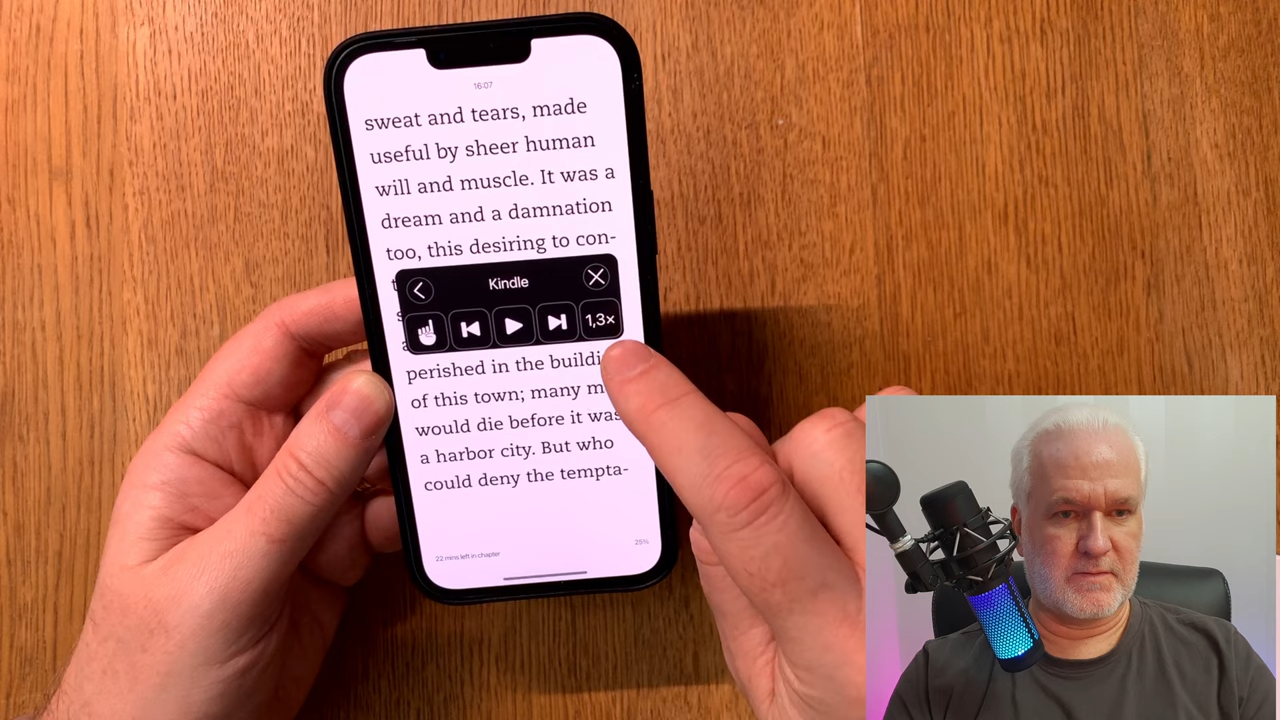 16:07
sweat and tears, made
useful by sheer human
will and muscle. It was a
dream and a damnation
too, this desiring to con-
Kindle
1,3×
perished in the buildi
of this town; many m
would die before it was
a harbor city. But who
could deny the tempta-
22 mins left in chapter
25%